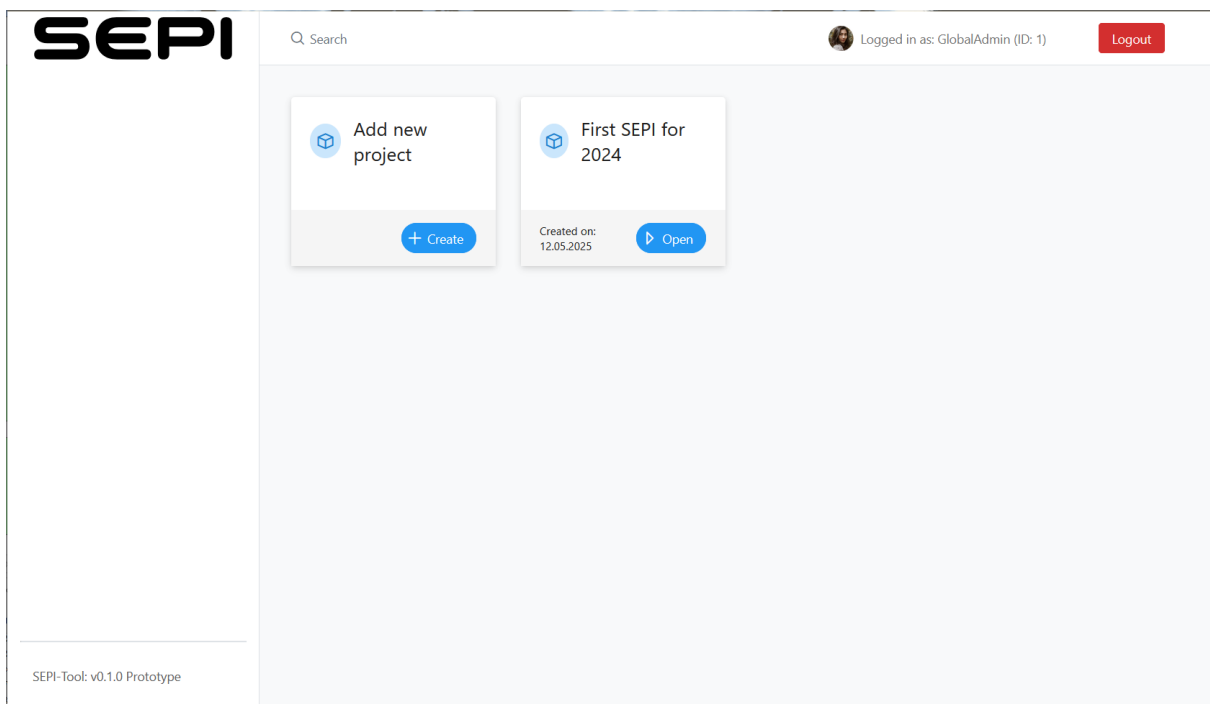 SEPI
Search
Logged in as: GlobalAdmin (ID: 1)
Logout
Add new
project
Create
First SEPI for
2024
Created on:
12.05.2025
Open
SEPI-Tool: v0.1.0 Prototype